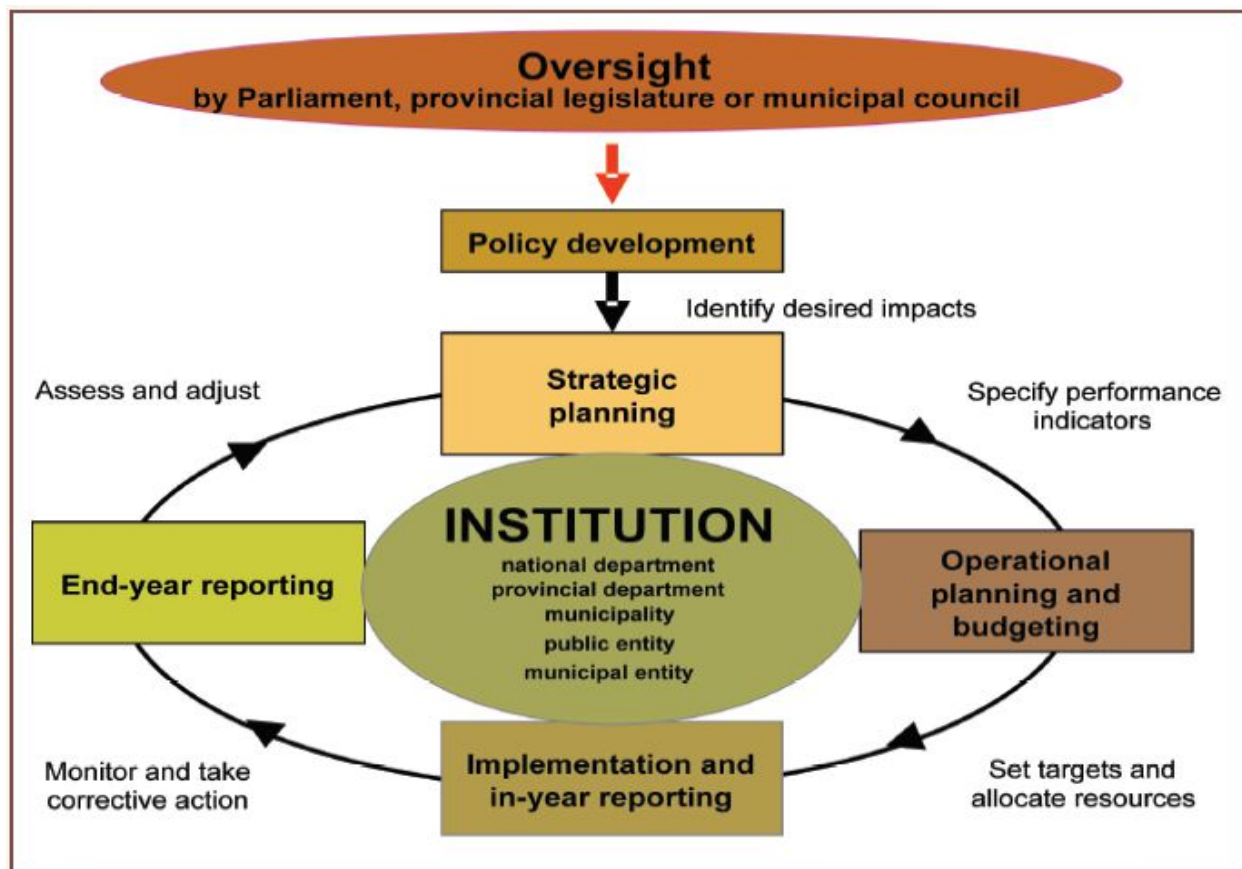 Oversight
by Parliament, provincial legislature or municipal council
Policy development
Identify desired impacts
Strategic
planning
Assess and adjust
Specify performance
indicators
INSTITUTION
national department
provincial department
municipality
public entity
municipal entity
End-year reporting
Operational
planning and
budgeting
Implementation and
in-year reporting
Monitor and take
corrective action
Set targets and
allocate resources